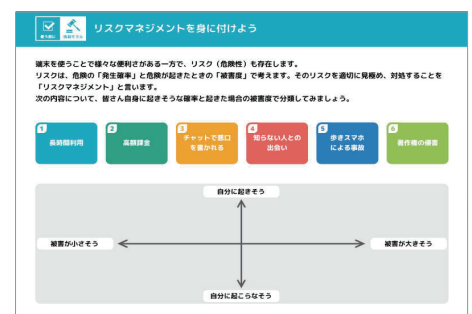 リスクマネジメントを身に付けよう
端末を使うことで様々な便利さがある一方で、リスク（危険性）も存在します。
リスクは、危険の「発生確率」と危険が起きたときの「被害度」で考えます。そのリスクを適切に見極め、対処することを
「リスクマネジメント」と言います。
次の内容について、皆さん自身に起きそうな確率と起きた場合の被害度で分類してみましょう。
1
長時間利用
2
高額課金
3
チャットで悪口
を書かれる
4
知らない人との
出会い
5
歩きスマホ
による事故
6
著作権の侵害
自分に起きそう
被害が小さそう
被害が大きそう
自分に起こらなそう